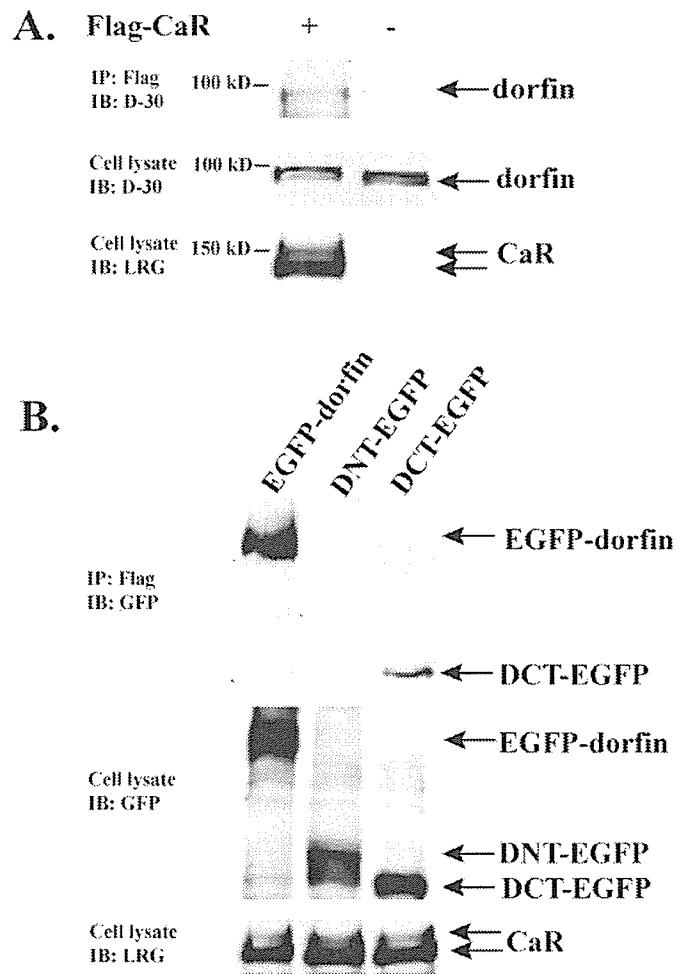 A. Flag-CaR + -
IP: Flag
IB: D-30
100 kD
dorfin
Cell lysate
IB: D-30
100 kD
dorfin
Cell lysate
IB: LRG
150 kD
CaR
B.
EGFP-dorfin
DNT-EGFP
DCT-EGFP
IP: Flag
IB: GFP
EGFP-dorfin
DCT-EGFP
Cell lysate
IB: GFP
EGFP-dorfin
DNT-EGFP
DCT-EGFP
Cell lysate
IB: LRG
CaR